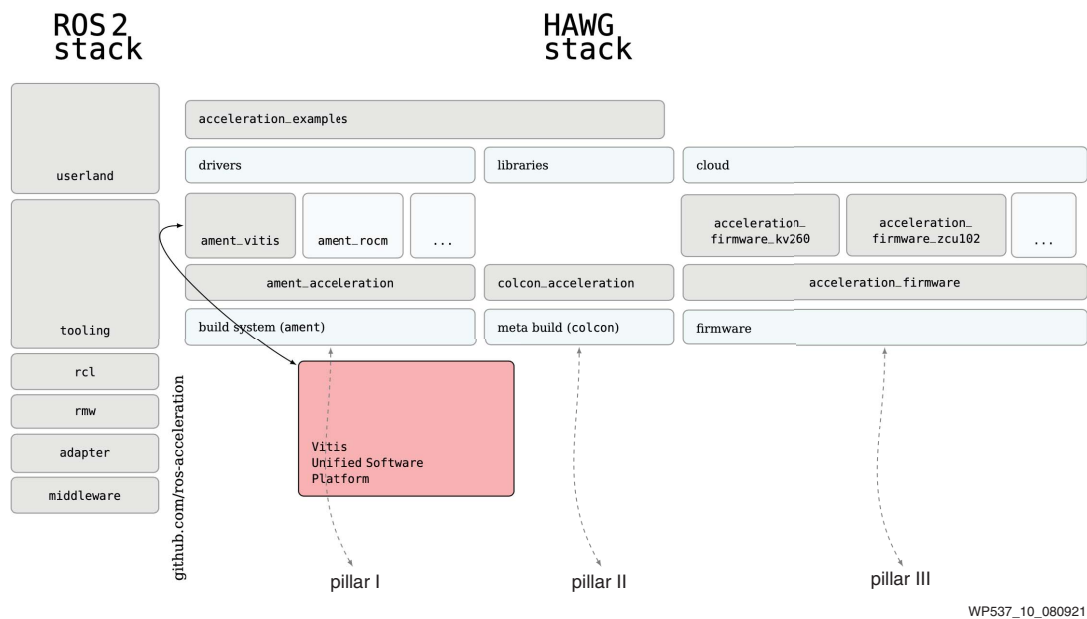 ROS 2
stack
HAWG
stack
userland
tooling
rcl
rmw
adapter
middleware
github.com/ros-acceleration
acceleration_examples
drivers
libraries
cloud
ament_vitis
ament_rocm
...
acceleration_
firmware_kv260
acceleration_
firmware_zcu102
...
ament_acceleration
colcon_acceleration
acceleration_firmware
build system (ament)
meta build (colcon)
firmware
Vitis
Unified Software
Platform
pillar I
pillar II
pillar III
WP537_10_080921